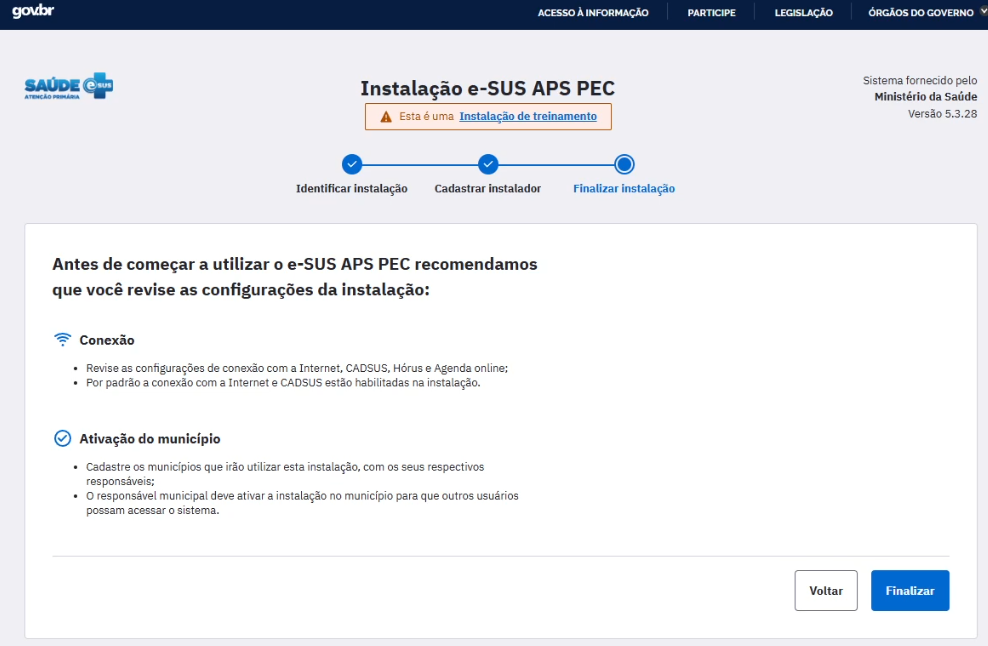 gov.br
ACESSO À INFORMAÇÃO
PARTICIPE
LEGISLAÇÃO
ÓRGÃOS DO GOVERNO
SAÚDE e-SUS
ATENÇÃO PRIMÁRIA
Instalação e-SUS APS PEC
Esta é uma Instalação de treinamento
Sistema fornecido pelo
Ministério da Saúde
Versão 5.3.28
Identificar instalação
Cadastrar instalador
Finalizar instalação
Antes de começar a utilizar o e-SUS APS PEC recomendamos
que você revise as configurações da instalação:
Conexão
• Revise as configurações de conexão com a Internet, CADSUS, Hórus e Agenda online;
• Por padrão a conexão com a Internet e CADSUS estão habilitadas na instalação.
Ativação do município
• Cadastre os municípios que irão utilizar esta instalação, com os seus respectivos
responsáveis;
• O responsável municipal deve ativar a instalação no município para que outros usuários
possam acessar o sistema.
Voltar
Finalizar